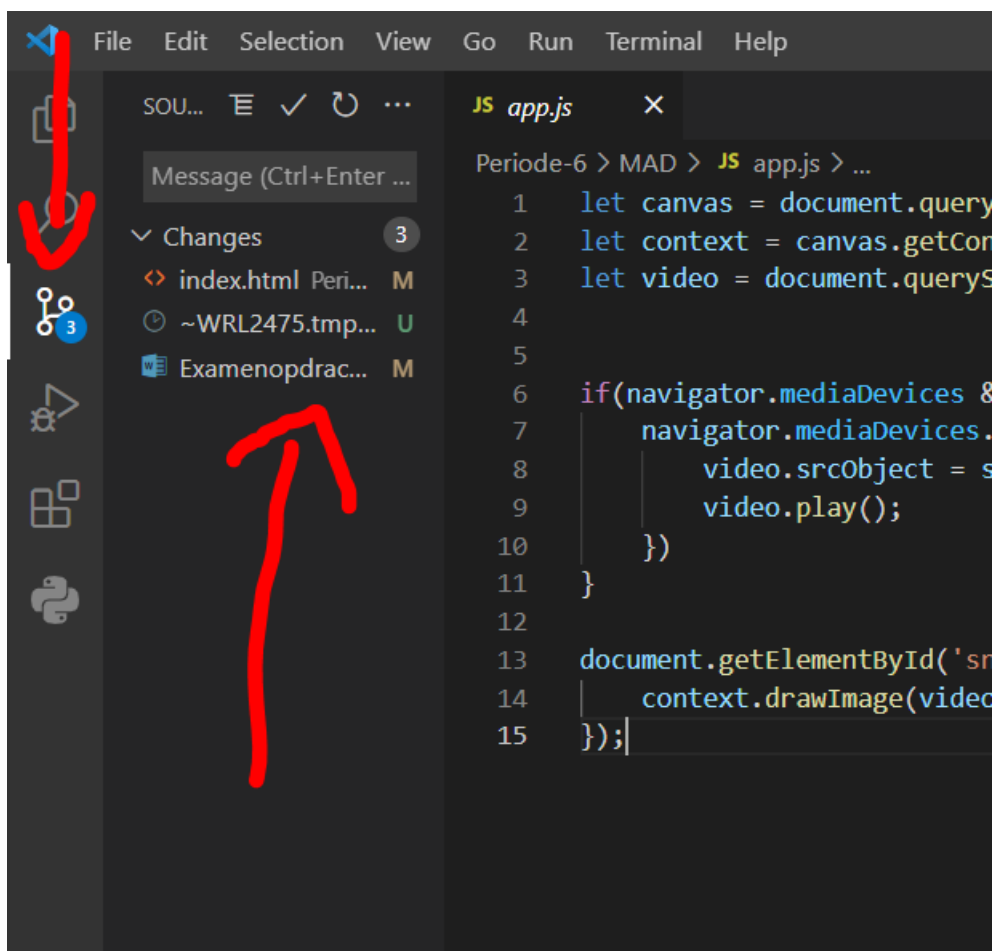 File Edit Selection View Go Run Terminal Help
SOU...
Message (Ctrl+Enter ...
Changes 3
index.html Peri... M
~WRL2475.tmp... U
Examenopdrac... M
3
JS app.js
Periode-6 > MAD > JS app.js > ...
1 let canvas = document.query
2 let context = canvas.getCon
3 let video = document.queryS
4
5
6 if(navigator.mediaDevices &
7 navigator.mediaDevices.
8 video.srcObject = s
9 video.play();
10 })
11 }
12
13 document.getElementById('sn
14 context.drawImage(video
15 });